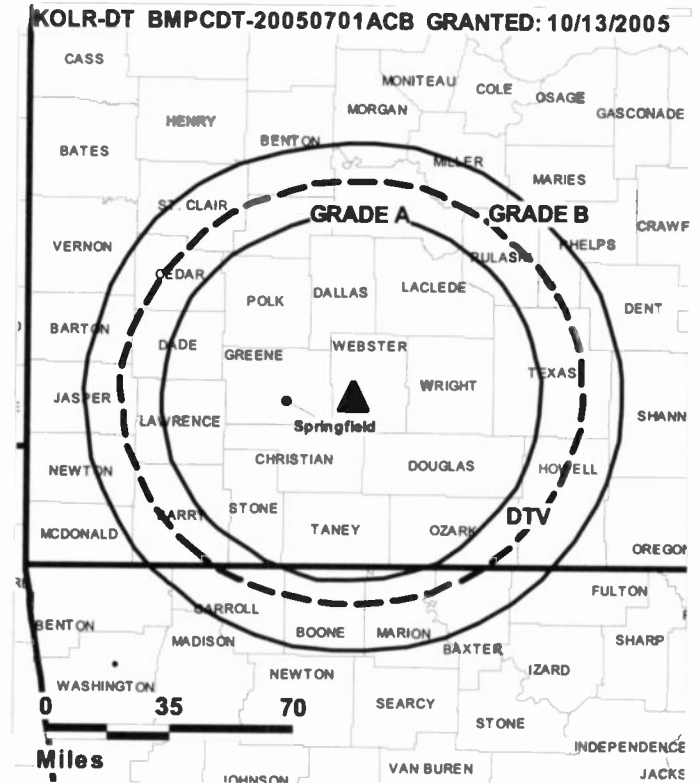 KOLR-DT BMPCDT-20050701ACB GRANTED: 10/13/2005
CASS
MONITEAU
COLE
OSAGE
MORGAN
GASCONADE
HENRY
BENTON
BATES
MILLER
MARIES
ST. CLAIR
GRADE A
GRADE B
CRAWF
VERNON
PHELPS
PULASKI
CEDAR
POLK
DALLAS
LACLEDE
DENT
BARTON
DADE
GREENE
WEBSTER
TEXAS
WRIGHT
JASPER
SHANN
LAWRENCE
Springfield
CHRISTIAN
NEWTON
DOUGLAS
HOWELL
STONE
BARRY
DTV
MCDONALD
TANEY
OZARK
OREGON
FULTON
CARROLL
BENTON
BOONE
MARION
MADISON
BAXTER
SHARP
NEWTON
IZARD
WASHINGTON
0 35 70
SEARCY
STONE
Miles
INDEPENDENCE
VAN BUREN
JOHNSON
JACKS